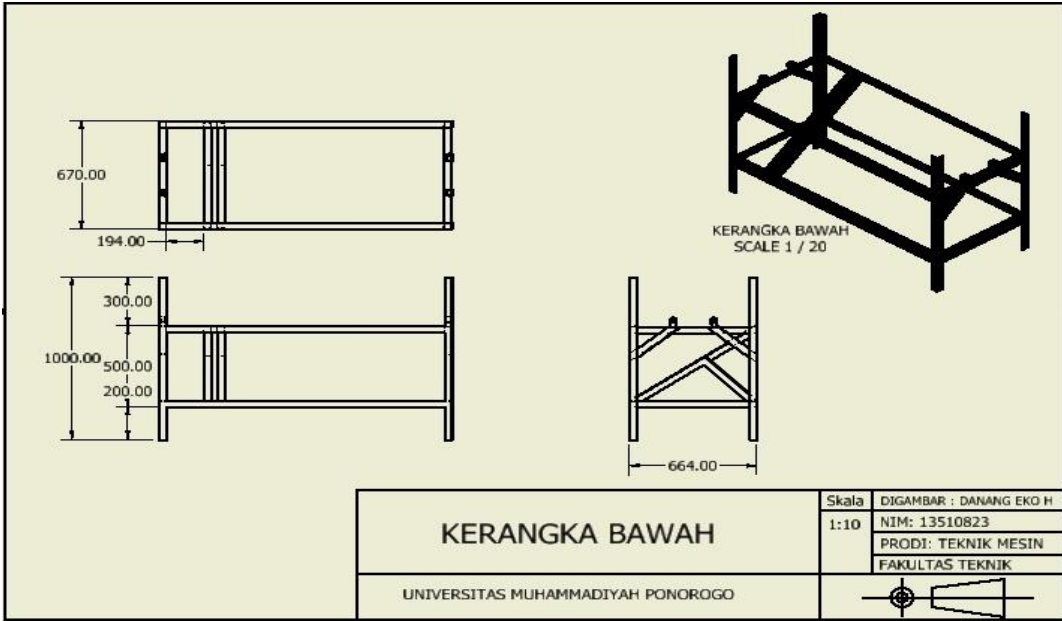 670.00
194.00
300.00
1000.00
500.00
200.00
664.00
KERANGKA BAWAH
SCALE 1 / 20
KERANGKA BAWAH
Skala
1:10
DIGAMBAR : DANANG EKO H
NIM: 13510823
PRODI: TEKNIK MESIN
FAKULTAS TEKNIK
UNIVERSITAS MUHAMMADIYAH PONOROGO